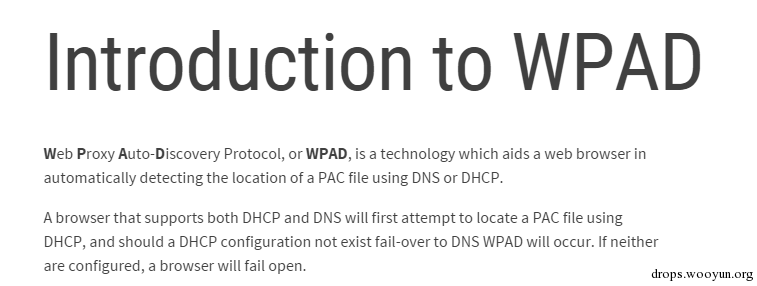 Introduction to WPAD
Web Proxy Auto-Discovery Protocol, or WPAD, is a technology which aids a web browser in
automatically detecting the location of a PAC file using DNS or DHCP.
A browser that supports both DHCP and DNS will first attempt to locate a PAC file using
DHCP, and should a DHCP configuration not exist fail-over to DNS WPAD will occur. If neither
are configured, a browser will fail open.
drops.wooyun.org